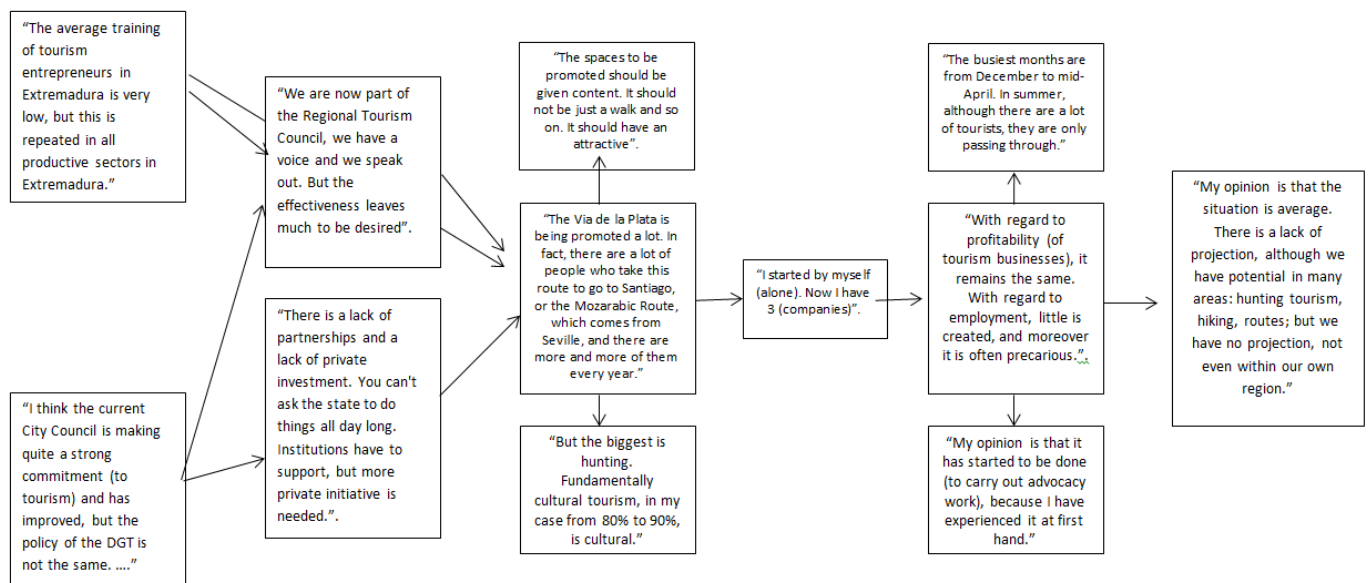 “The average training
of tourism
entrepreneurs in
Extremadura is very
low, but this is
repeated in all
productive sectors in
Extremadura.”
“I think the current
City Council is making
quite a strong
commitment (to
tourism) and has
improved, but the
policy of the DGT is
not the same. ....”
“We are now part of
the Regional Tourism
Council, we have a
voice and we speak
out. But the
effectiveness leaves
much to be desired”.
“There is a lack of
partnerships and a
lack of private
investment. You can't
ask the state to do
things all day long.
Institutions have to
support, but more
private initiative is
needed.”.
“The spaces to be
promoted should be
given content. It should
not be just a walk and so
on. It should have an
attractive”.
“The Via de la Plata is
being promoted a lot. In
fact, there are a lot of
people who take this
route to go to Santiago,
or the Mozarabic Route,
which comes from
Seville, and there are
more and more of them
every year.”
“But the biggest is
hunting.
Fundamentally
cultural tourism, in my
case from 80% to 90%,
is cultural.”
“I started by myself
(alone). Now I have
3 (companies)”.
“The busiest months are
from December to mid-
April. In summer,
although there are a lot
of tourists, they are only
passing through.”
“With regard to
profitability (of
tourism businesses), it
remains the same.
With regard to
employment, little is
created, and moreover
it is often precarious.”.
“My opinion is that it
has started to be done
(to carry out advocacy
work), because I have
experienced it at first
hand.”
“My opinion is that the
situation is average.
There is a lack of
projection, although we
have potential in many
areas: hunting tourism,
hiking, routes; but we
have no projection, not
even within our own
region.”